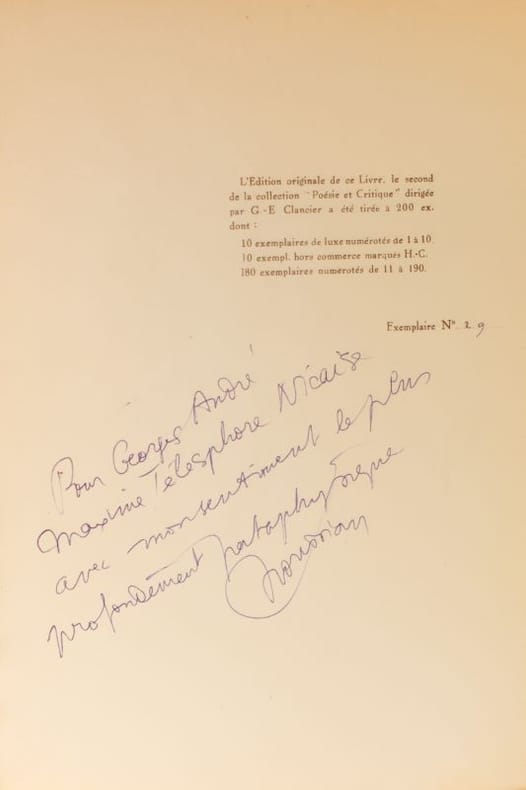 L'Edition originale de ce Livre, le second
de la collection "Poésie et Critique" dirigée
par G.-E Clancier a été tirée à 200 ex.
dont :
10 exemplaires de luxe numérotés de 1 à 10
10 exempl. hors commerce marqués H.-C.
180 exemplaires numérotés de 11 à 190.
Exemplaire N° 29
Pour Georges André
Maxime Télesphore Nicaise
avec mon sentiment le plus
profondément pataphysique